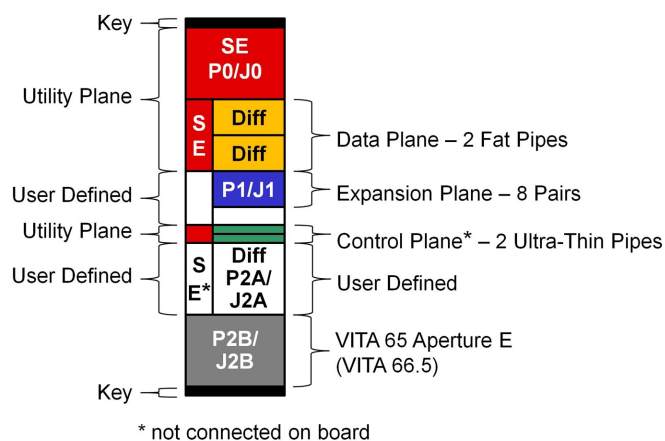 Key
SE
P0/J0
Utility Plane
S
E
Diff
Diff
Data Plane – 2 Fat Pipes
User Defined
P1/J1
Expansion Plane – 8 Pairs
Utility Plane
Control Plane* – 2 Ultra-Thin Pipes
User Defined
S
E*
Diff
P2A/
J2A
User Defined
P2B/
J2B
VITA 65 Aperture E
(VITA 66.5)
Key
* not connected on board